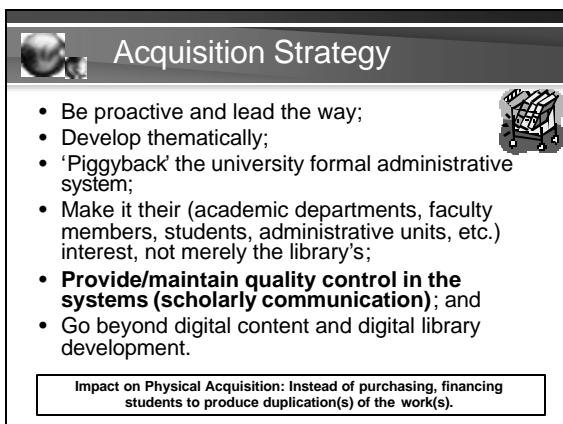 Acquisition Strategy
• Be proactive and lead the way;
• Develop thematically;
• ‘Piggyback’ the university formal administrative
system;
• Make it their (academic departments, faculty
members, students, administrative units, etc.)
interest, not merely the library’s;
• Provide/maintain quality control in the
systems (scholarly communication); and
• Go beyond digital content and digital library
development.
Impact on Physical Acquisition: Instead of purchasing, financing
students to produce duplication(s) of the work(s).